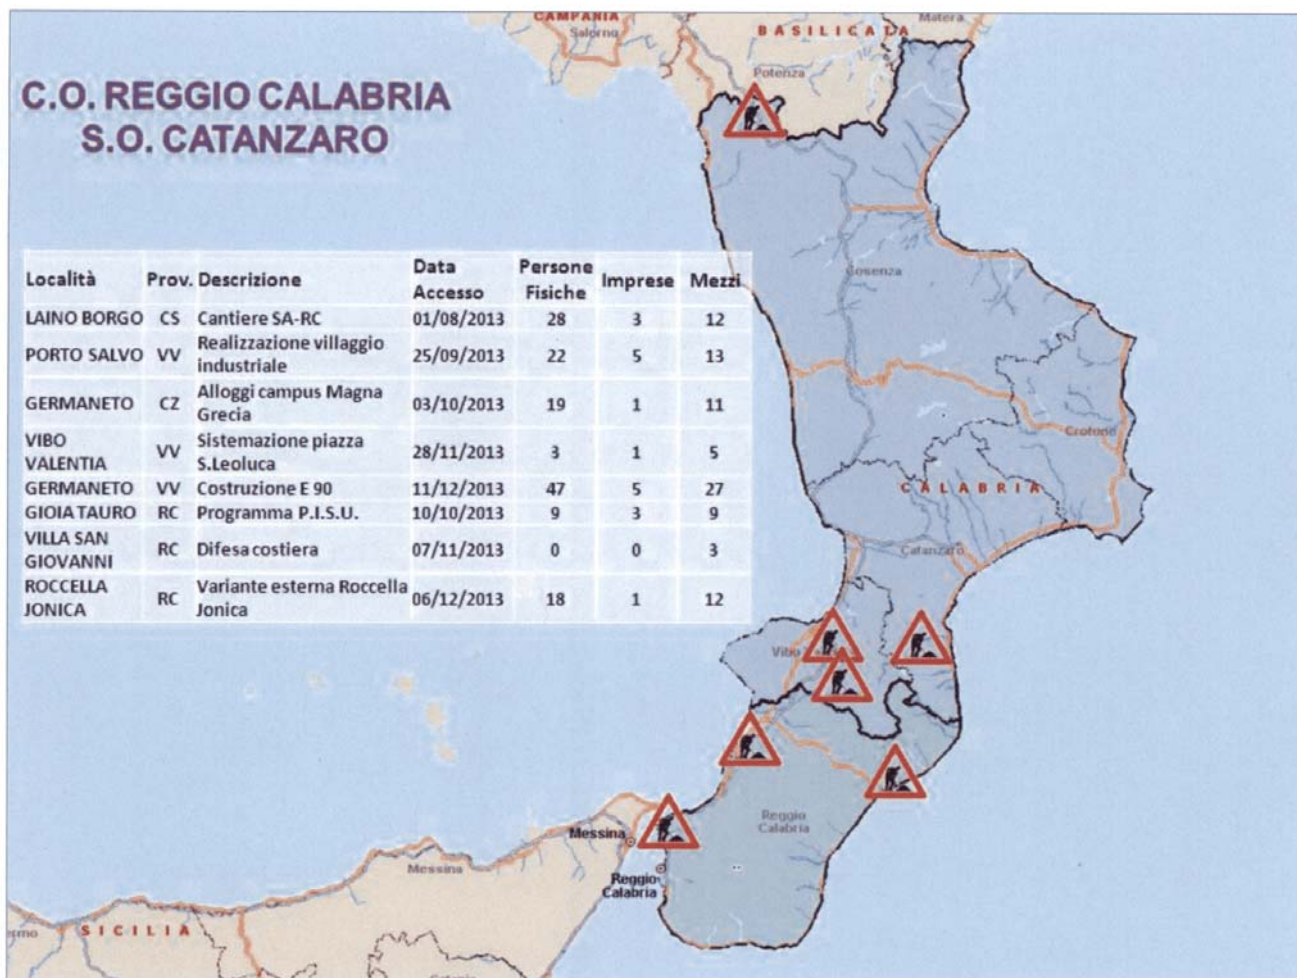 C.O. REGGIO CALABRIA
S.O. CATANZARO
Località Prov. Descrizione Data Accesso Persone Fisiche Imprese Mezzi
LAINO BORGO CS Cantiere SA-RC 01/08/2013 28 3 12
PORTO SALVO VV Realizzazione villaggio industriale 25/09/2013 22 5 13
GERMANETO CZ Alloggi campus Magna Grecia 03/10/2013 19 1 11
VIBO VALENTIA VV Sistemazione piazza S.Leoluca 28/11/2013 3 1 5
GERMANETO VV Costruzione E 90 11/12/2013 47 5 27
GIOIA TAURO RC Programma P.I.S.U. 10/10/2013 9 3 9
VILLA SAN GIOVANNI RC Difesa costiera 07/11/2013 0 0 3
ROCCELLA JONICA RC Variante esterna Roccella Jonica 06/12/2013 18 1 12
CAMPANIA
Salerno
Matera
BASILICATA
Potenza
Cosenza
Crotone
CALABRIA
Catanzaro
Vibo
Reggio
Calabria
Messina
Messina
Reggio-
Calabria
SICILIA